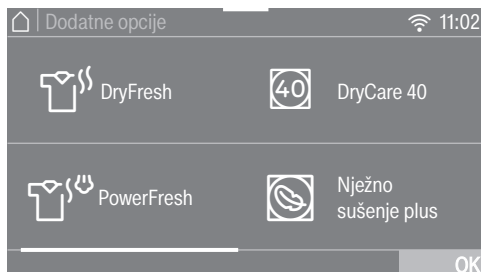 Dodatne opcije
11:02
DryFresh
40
DryCare 40
PowerFresh
Nježno
sušenje plus
OK